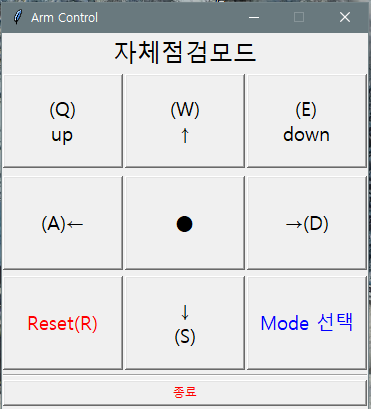 Arm Control
자체점검모드
(Q)
up
(W)
↑
(E)
down
(A)←
●
→(D)
Reset(R)
↓
(S)
Mode 선택
종료